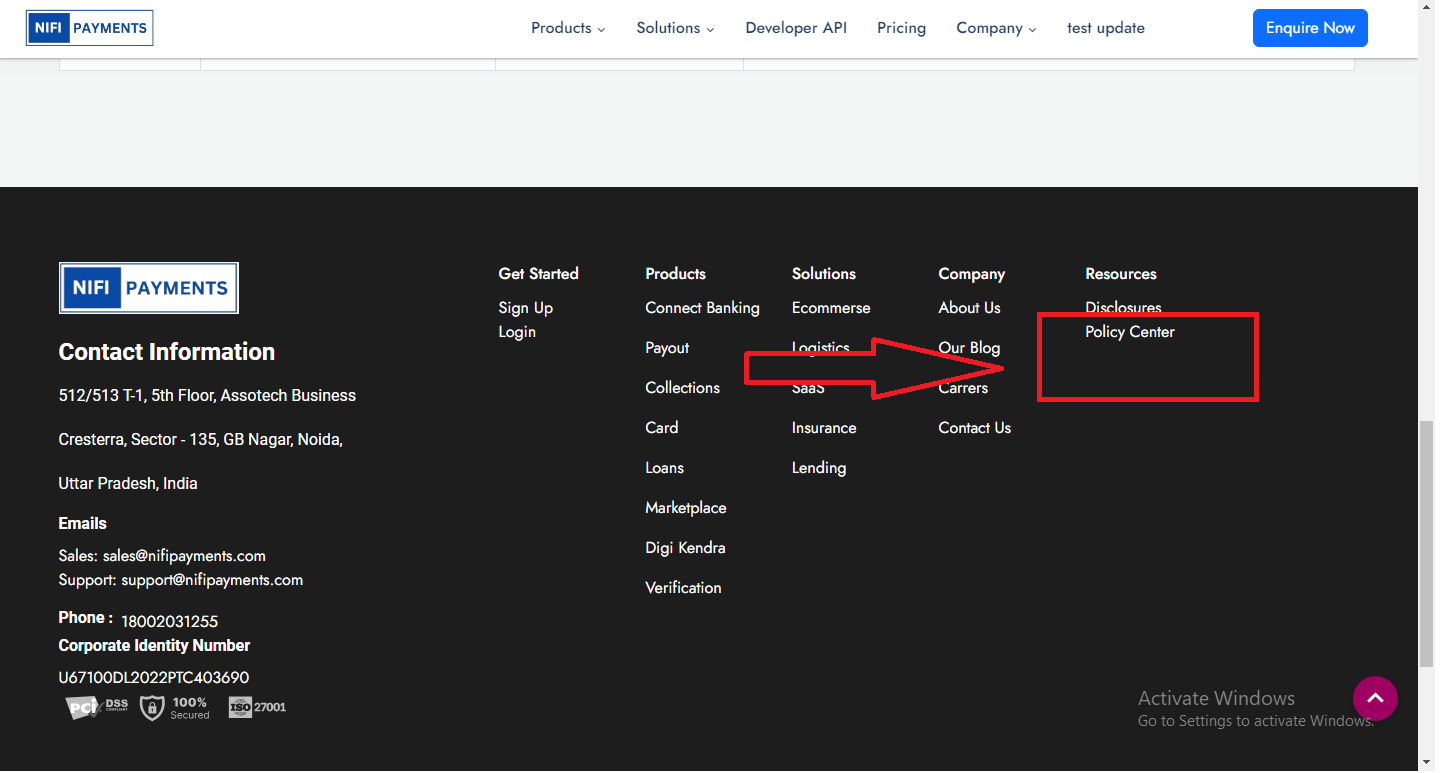 NIFI PAYMENTS
Products
Solutions
Developer API
Pricing
Company
test update
Enquire Now
NIFI PAYMENTS
Contact Information
512/513 T-1, 5th Floor, Assotech Business
Cresterra, Sector - 135, GB Nagar, Noida,
Uttar Pradesh, India
Emails
Sales: sales@nifipayments.com
Support: support@nifipayments.com
Phone : 18002031255
Corporate Identity Number
U67100DL2022PTC403690
PCI DSS COMPLIANT
100% Secured
ISO 27001
Get Started
Sign Up
Login
Products
Connect Banking
Payout
Collections
Card
Loans
Marketplace
Digi Kendra
Verification
Solutions
Ecommerse
Logistics
SaaS
Insurance
Lending
Company
About Us
Our Blog
Carrers
Contact Us
Resources
Disclosures
Policy Center
Activate Windows
Go to Settings to activate Windows.